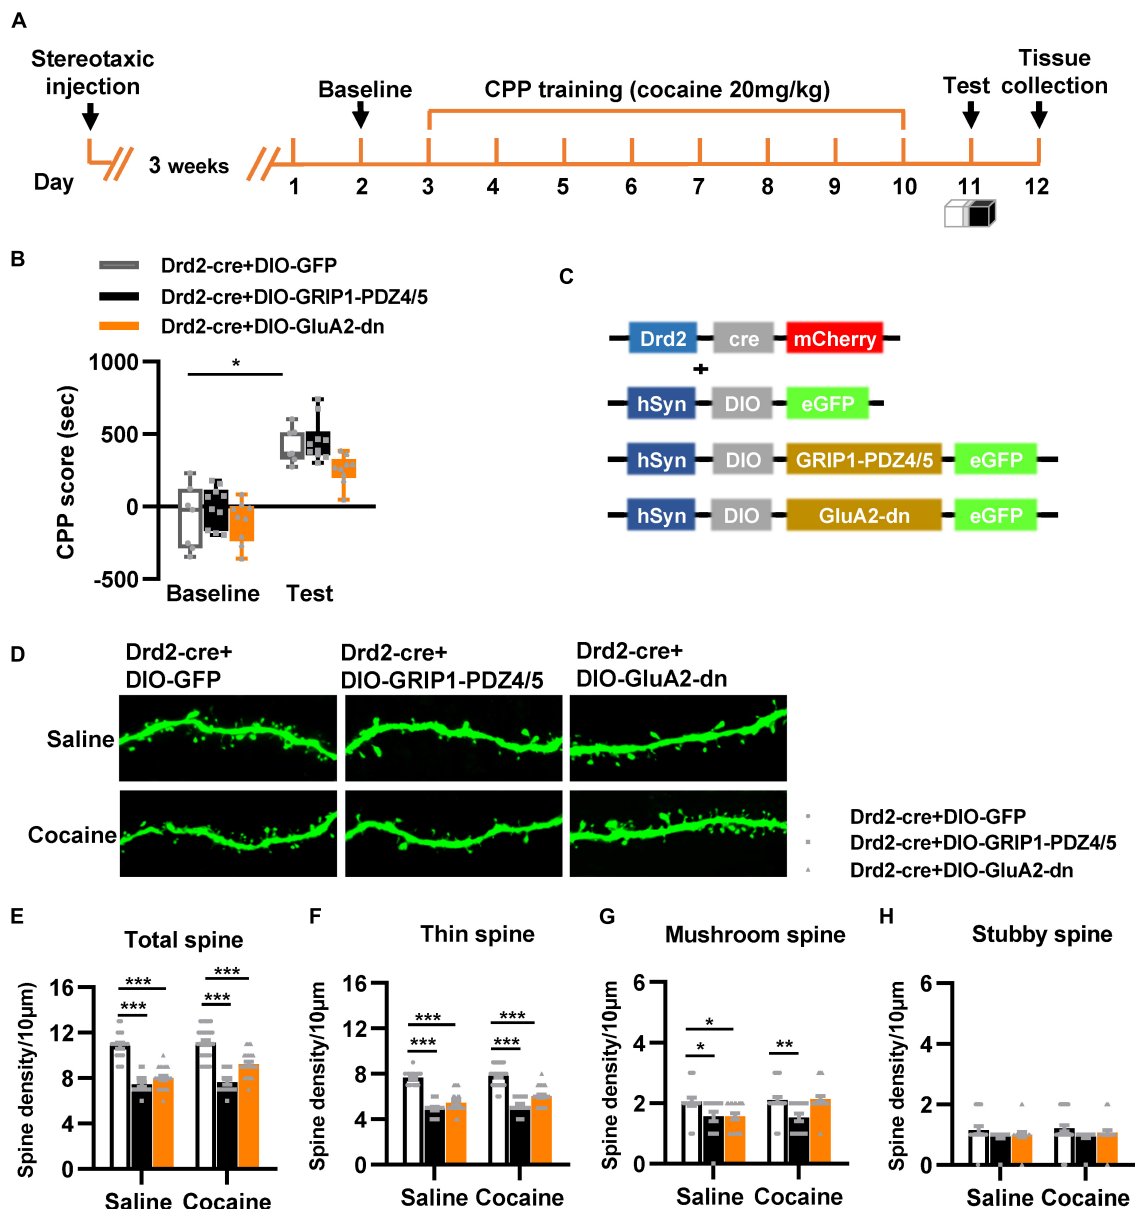 A
Stereotaxic
injection
Baseline
CPP training (cocaine 20mg/kg)
Test
Tissue
collection
3 weeks
Day
1 2 3 4 5 6 7 8 9 10 11 12
B
Drd2-cre+DIO-GFP
Drd2-cre+DIO-GRIP1-PDZ4/5
Drd2-cre+DIO-GluA2-dn
CPP score (sec)
1000
500
0
-500
*
Baseline Test
C
Drd2 cre mCherry
+
hSyn DIO eGFP
hSyn DIO GRIP1-PDZ4/5 eGFP
hSyn DIO GluA2-dn eGFP
D
Drd2-cre+
DIO-GFP
Drd2-cre+
DIO-GRIP1-PDZ4/5
Drd2-cre+
DIO-GluA2-dn
Saline
Cocaine
Drd2-cre+DIO-GFP
Drd2-cre+DIO-GRIP1-PDZ4/5
Drd2-cre+DIO-GluA2-dn
E
Total spine
Spine density/10μm)
16
12
8
4
0
***
***
***
***
Saline Cocaine
F
Thin spine
Spine density/10μm
16
12
8
4
0
***
***
***
***
Saline Cocaine
G
Mushroom spine
Spine density/10μm
6
4
2
0
*
*
**
Saline Cocaine
H
Stubby spine
Spine density/10μm
6
4
2
0
Saline Cocaine